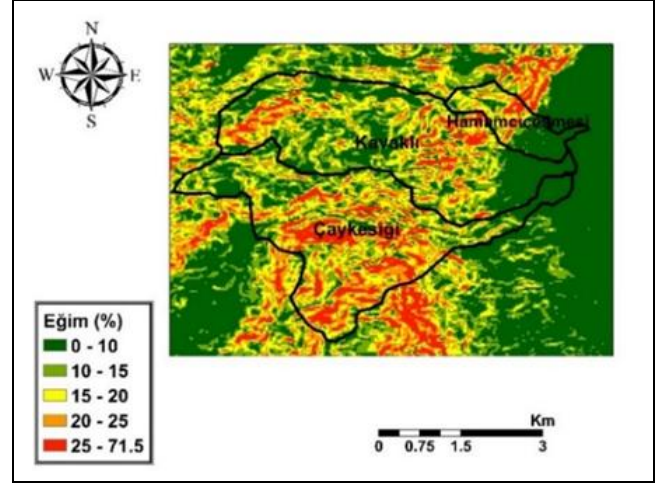 N
W
E
S
Hamamcıçeşmesi
Kavaklı
Çaykesiği
Eğim (%)
0 - 10
10 - 15
15 - 20
20 - 25
25 - 71.5
Km
0 0.75 1.5 3